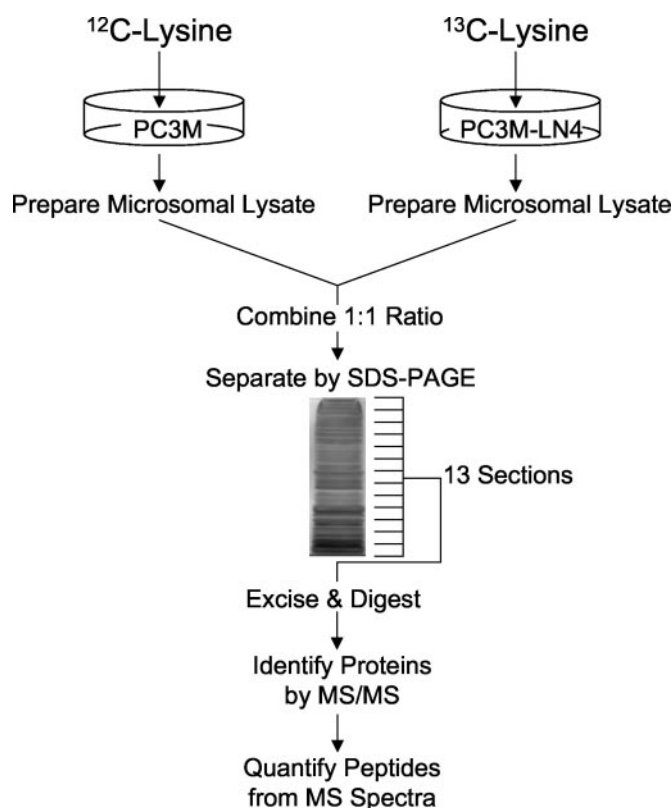 ¹²C-Lysine
¹³C-Lysine
PC3M
PC3M-LN4
Prepare Microsomal Lysate
Prepare Microsomal Lysate
Combine 1:1 Ratio
Separate by SDS-PAGE
13 Sections
Excise & Digest
Identify Proteins
by MS/MS
Quantify Peptides
from MS Spectra